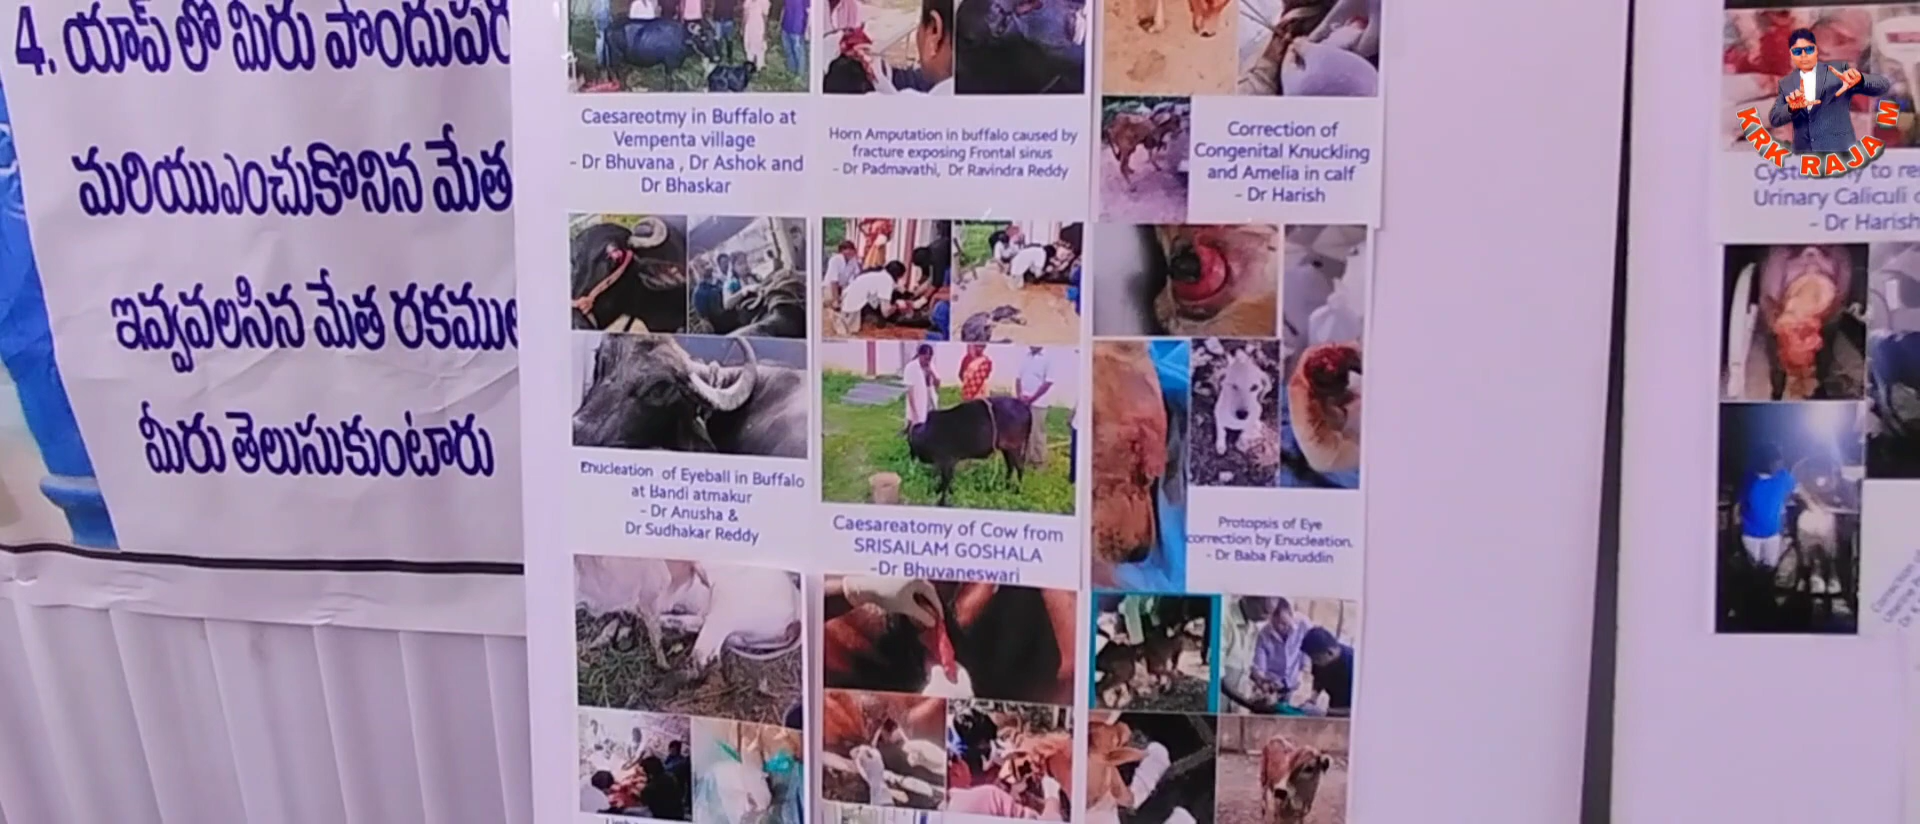 4. యాప్ లో మీరు పొందుపర
మరియుఎంచుకొనిన మేత
ఇవ్వవలసిన మేత రకముల
మీరు తెలుసుకుంటారు
Caesareotmy in Buffalo at
Vempenta village
- Dr Bhuvana , Dr Ashok and
Dr Bhaskar
Horn Amputation in buffalo caused by
fracture exposing Frontal sinus
- Dr Padmavathi, Dr Ravindra Reddy
Correction of
Congenital Knuckling
and Amelia in calf
- Dr Harish
Enucleation of Eyeball in Buffalo
at Bandi atmakur
- Dr Anusha &
Dr Sudhakar Reddy
Caesareatomy of Cow from
SRISAILAM GOSHALA
-Dr Bhuvaneswari
Protopsis of Eye
correction by Enucleation.
- Dr Baba Fakruddin
KRK RAJA M
to
Urinary Caliculi
- Dr Harish